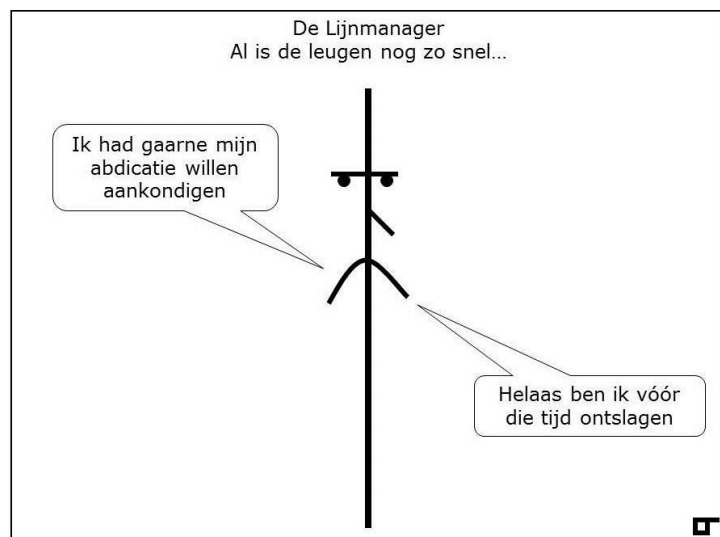 De Lijnmanager
Al is de leugen nog zo snel...
Ik had gaarne mijn
abdicatie willen
aankondigen
Helaas ben ik vóór
die tijd ontslagen